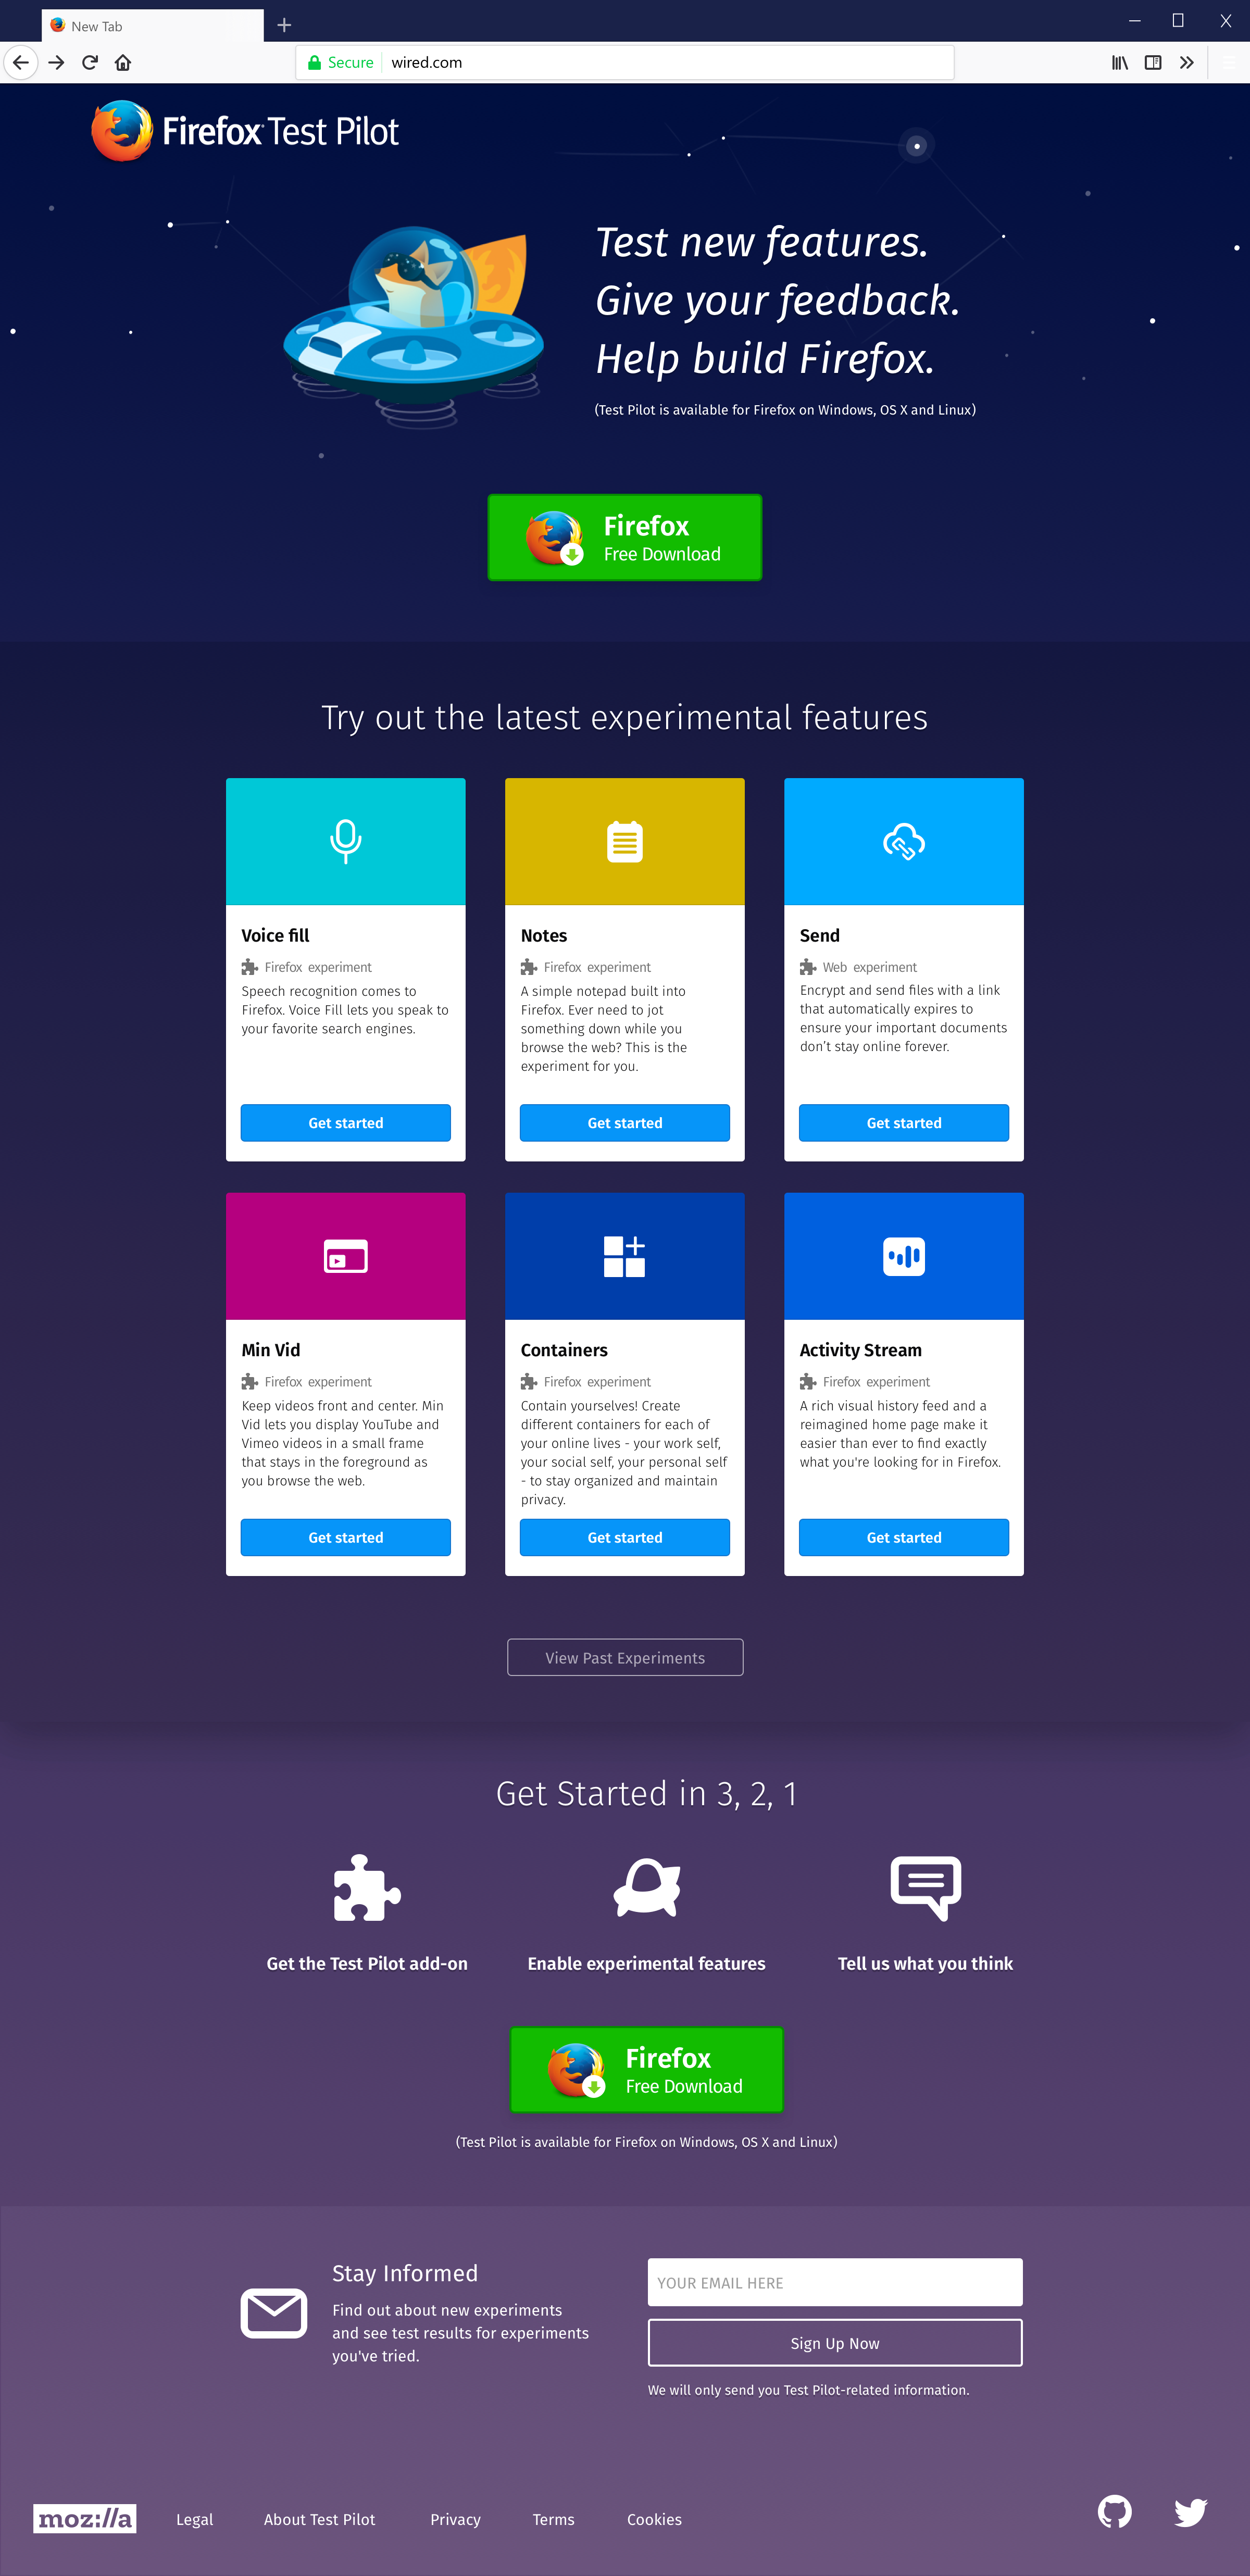 New Tab
Secure wired.com
Firefox Test Pilot
Test new features.
Give your feedback.
Help build Firefox.
(Test Pilot is available for Firefox on Windows, OS X and Linux)
Firefox
Free Download
Try out the latest experimental features
Voice fill
Firefox experiment
Speech recognition comes to
Firefox. Voice Fill lets you speak to
your favorite search engines.
Get started
Notes
Firefox experiment
A simple notepad built into
Firefox. Ever need to jot
something down while you
browse the web? This is the
experiment for you.
Get started
Send
Web experiment
Encrypt and send files with a link
that automatically expires to
ensure your important documents
don’t stay online forever.
Get started
Min Vid
Firefox experiment
Keep videos front and center. Min
Vid lets you display YouTube and
Vimeo videos in a small frame
that stays in the foreground as
you browse the web.
Get started
Containers
Firefox experiment
Contain yourselves! Create
different containers for each of
your online lives - your work self,
your social self, your personal self
- to stay organized and maintain
privacy.
Get started
Activity Stream
Firefox experiment
A rich visual history feed and a
reimagined home page make it
easier than ever to find exactly
what you're looking for in Firefox.
Get started
View Past Experiments
Get Started in 3, 2, 1
Get the Test Pilot add-on
Enable experimental features
Tell us what you think
Firefox
Free Download
(Test Pilot is available for Firefox on Windows, OS X and Linux)
Stay Informed
Find out about new experiments
and see test results for experiments
you've tried.
YOUR EMAIL HERE
Sign Up Now
We will only send you Test Pilot-related information.
moz://a
Legal
About Test Pilot
Privacy
Terms
Cookies